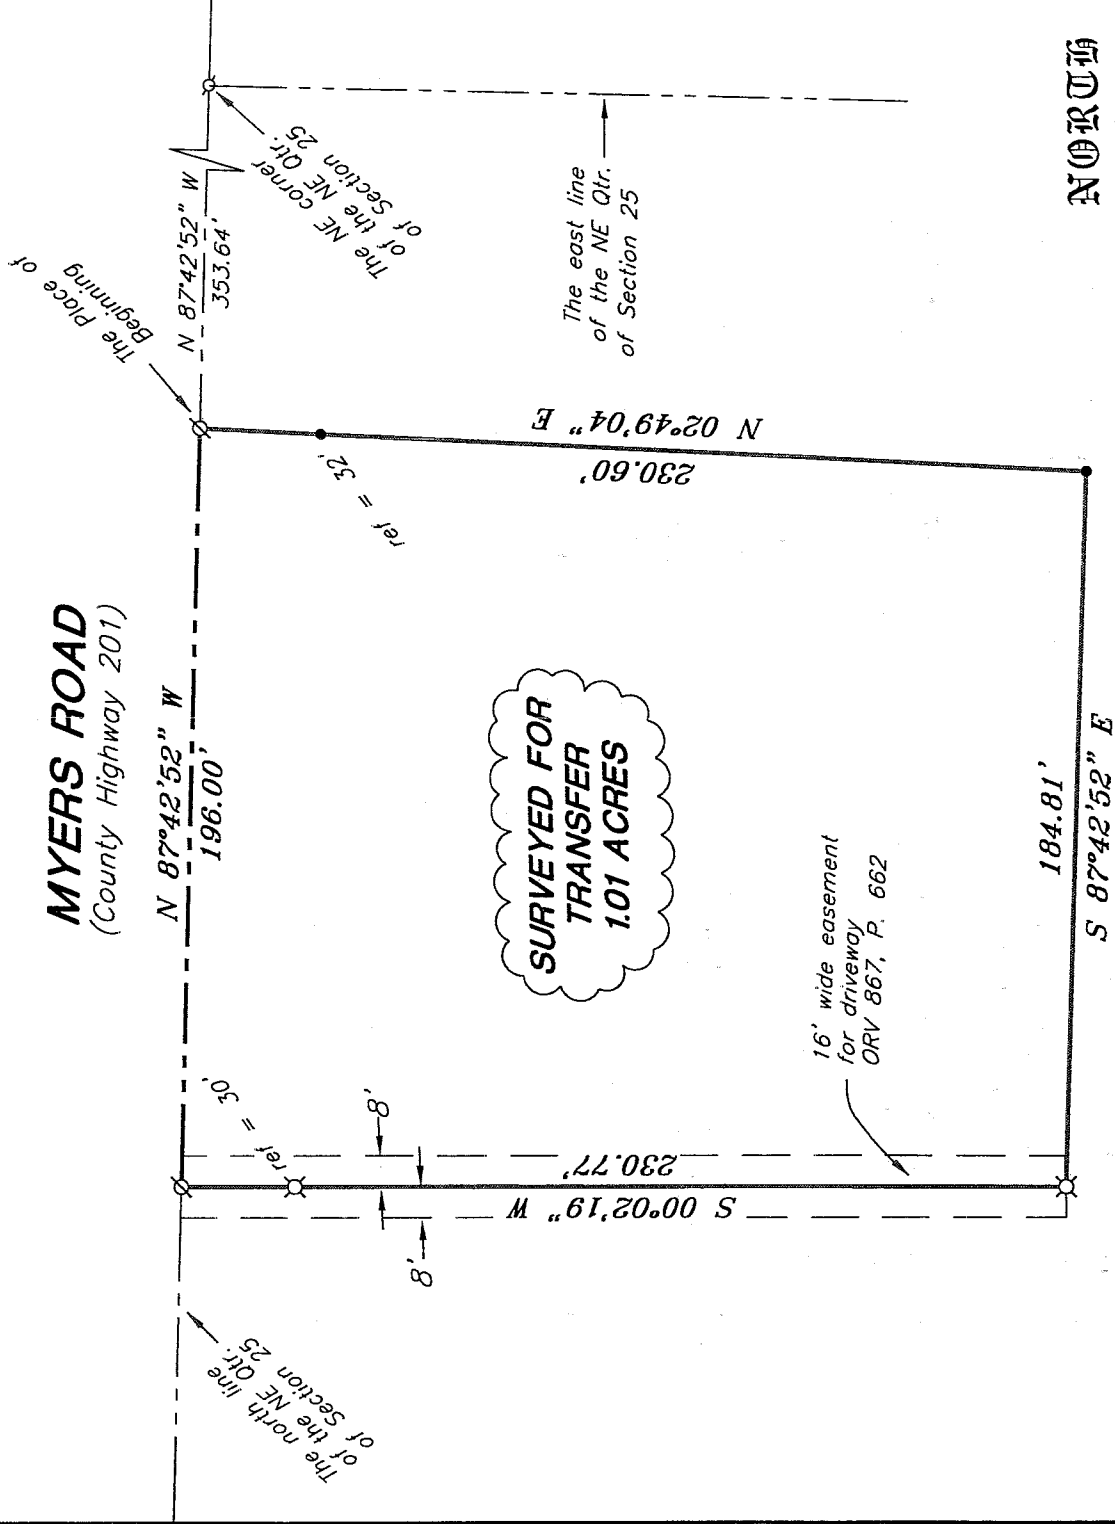 MYERS ROAD
(County Highway 201)
The Place of
Beginning
N 87°42'52" W
353.64'
The NE corner
of the NE Qtr.
of Section 25
N 87°42'52" W
196.00'
The north line
of the NE Qtr.
of Section 25
ref = 30'
ref = 32'
The east line
of the NE Qtr.
of Section 25
N 02°49'04" E
230.60'
SURVEYED FOR
TRANSFER
1.01 ACRES
8'
8'
230.77'
S 00°02'19" W
16' wide easement
for driveway
ORV 867, P. 662
184.81'
S 87°42'52" E
NORTH